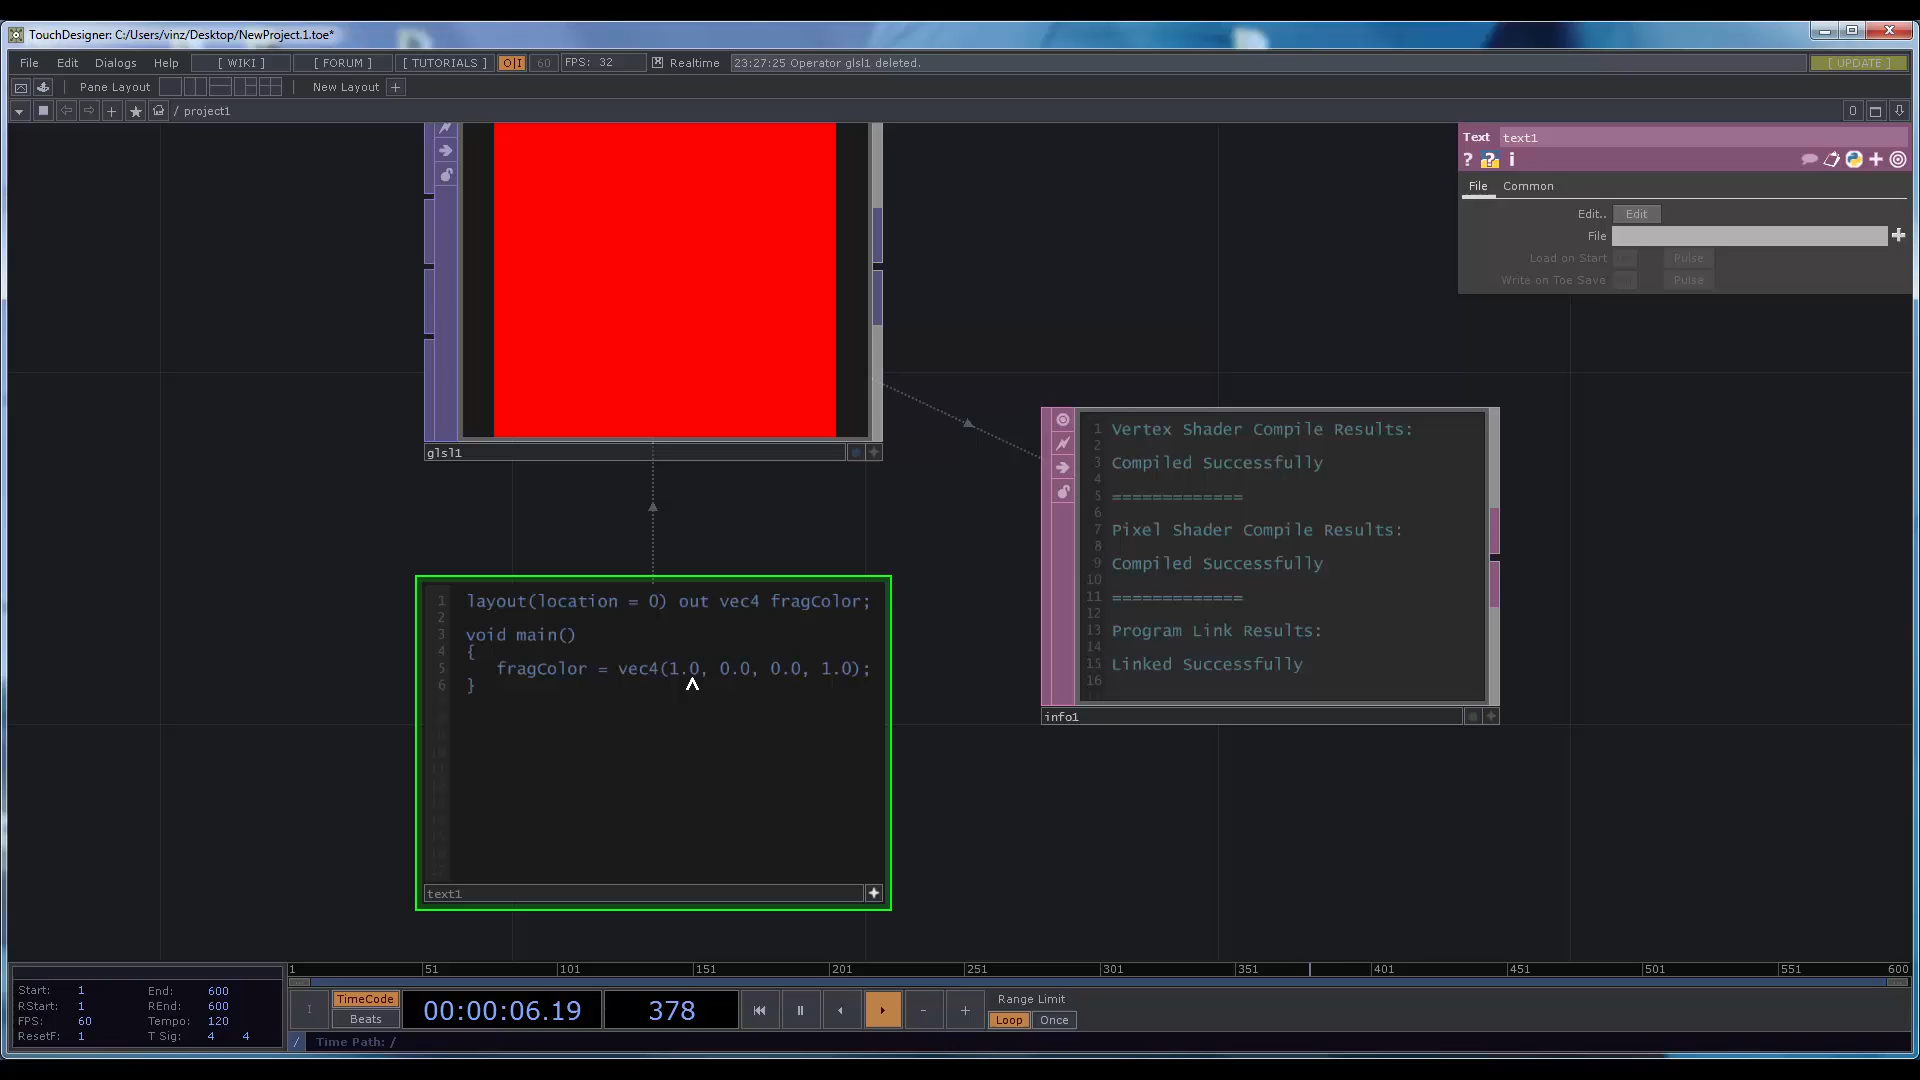 TouchDesigner: C:/Users/vinz/Desktop/NewProject.1.toe*
File Edit Dialogs Help [ WIKI ] [ FORUM ] [ TUTORIALS ] O|I 60 FPS: 32 Realtime 23:27:25 Operator glsl1 deleted. [ UPDATE ]
Pane Layout New Layout +
/ project1 0
Text text1
? ? i
File Common
Edit.. Edit
File
Load on Start Pulse
Write on Toe Save Pulse
glsl1
1 Vertex Shader Compile Results:
2
3 Compiled Successfully
4
5 =============
6
7 Pixel Shader Compile Results:
8
9 Compiled Successfully
10
11 =============
12
13 Program Link Results:
14
15 Linked Successfully
16
info1
1 layout(location = 0) out vec4 fragColor;
2
3 void main()
4 {
5 fragColor = vec4(1.0, 0.0, 0.0, 1.0);
6 }
text1
1 51 101 151 201 251 301 351 401 451 501 551 600
Start: 1 End: 600
RStart: 1 REnd: 600
FPS: 60 Tempo: 120
ResetF: 1 T Sig: 4 4
I TimeCode Beats 00:00:06.19 378 - + Range Limit
Loop Once
/ Time Path: /